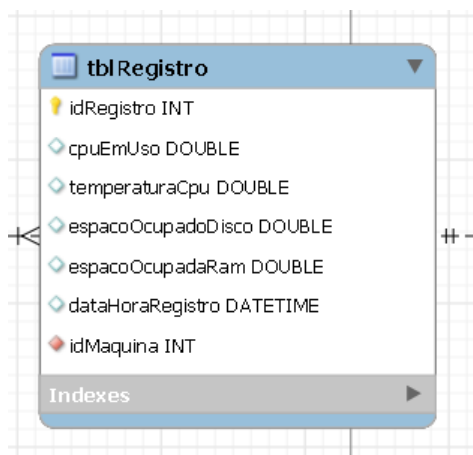 tblRegistro
idRegistro INT
cpuEmUso DOUBLE
temperaturaCpu DOUBLE
espacoOcupadoDisco DOUBLE
espacoOcupadaRam DOUBLE
dataHoraRegistro DATETIME
idMaquina INT
Indexes